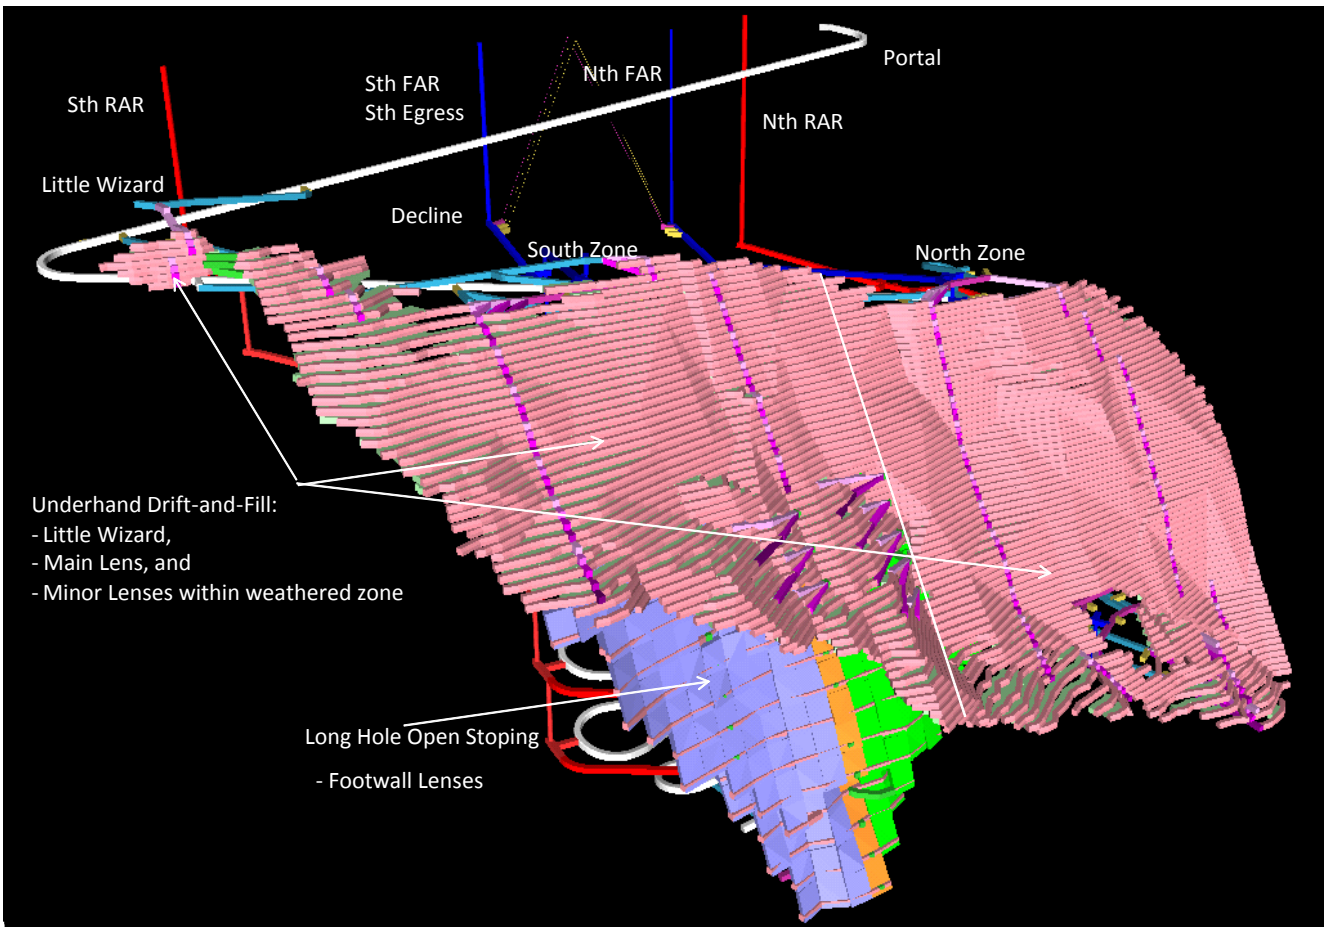 Portal
Sth FAR
Sth Egress
Nth FAR
Sth RAR
Nth RAR
Little Wizard
Decline
South Zone
North Zone
Underhand Drift-and-Fill:
- Little Wizard,
- Main Lens, and
- Minor Lenses within weathered zone
Long Hole Open Stoping
- Footwall Lenses